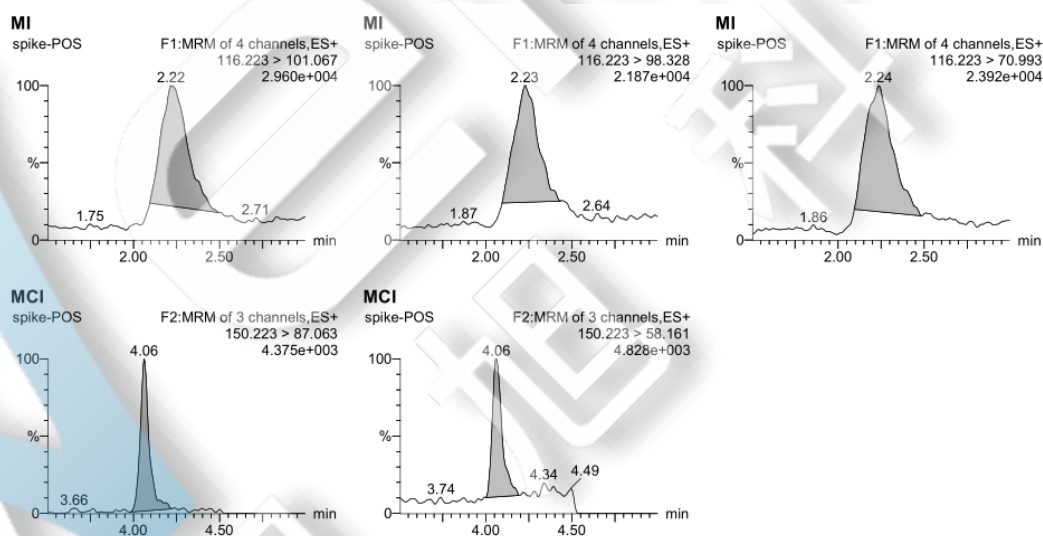 MI
spike-POS
F1:MRM of 4 channels,ES+
116.223 > 101.067
2.960e+004
100
%
0
2.22
1.75
2.71
2.00
2.50
min
MI
spike-POS
F1:MRM of 4 channels,ES+
116.223 > 98.328
2.187e+004
100
%
0
2.23
1.87
2.64
2.00
2.50
min
MI
spike-POS
F1:MRM of 4 channels,ES+
116.223 > 70.993
2.392e+004
100
%
0
2.24
1.86
2.00
2.50
min
MCI
spike-POS
F2:MRM of 3 channels,ES+
150.223 > 87.063
4.375e+003
100
%
0
4.06
3.66
4.00
4.50
min
MCI
spike-POS
F2:MRM of 3 channels,ES+
150.223 > 58.161
4.828e+003
100
%
0
4.06
3.74
4.34
4.49
4.00
4.50
min